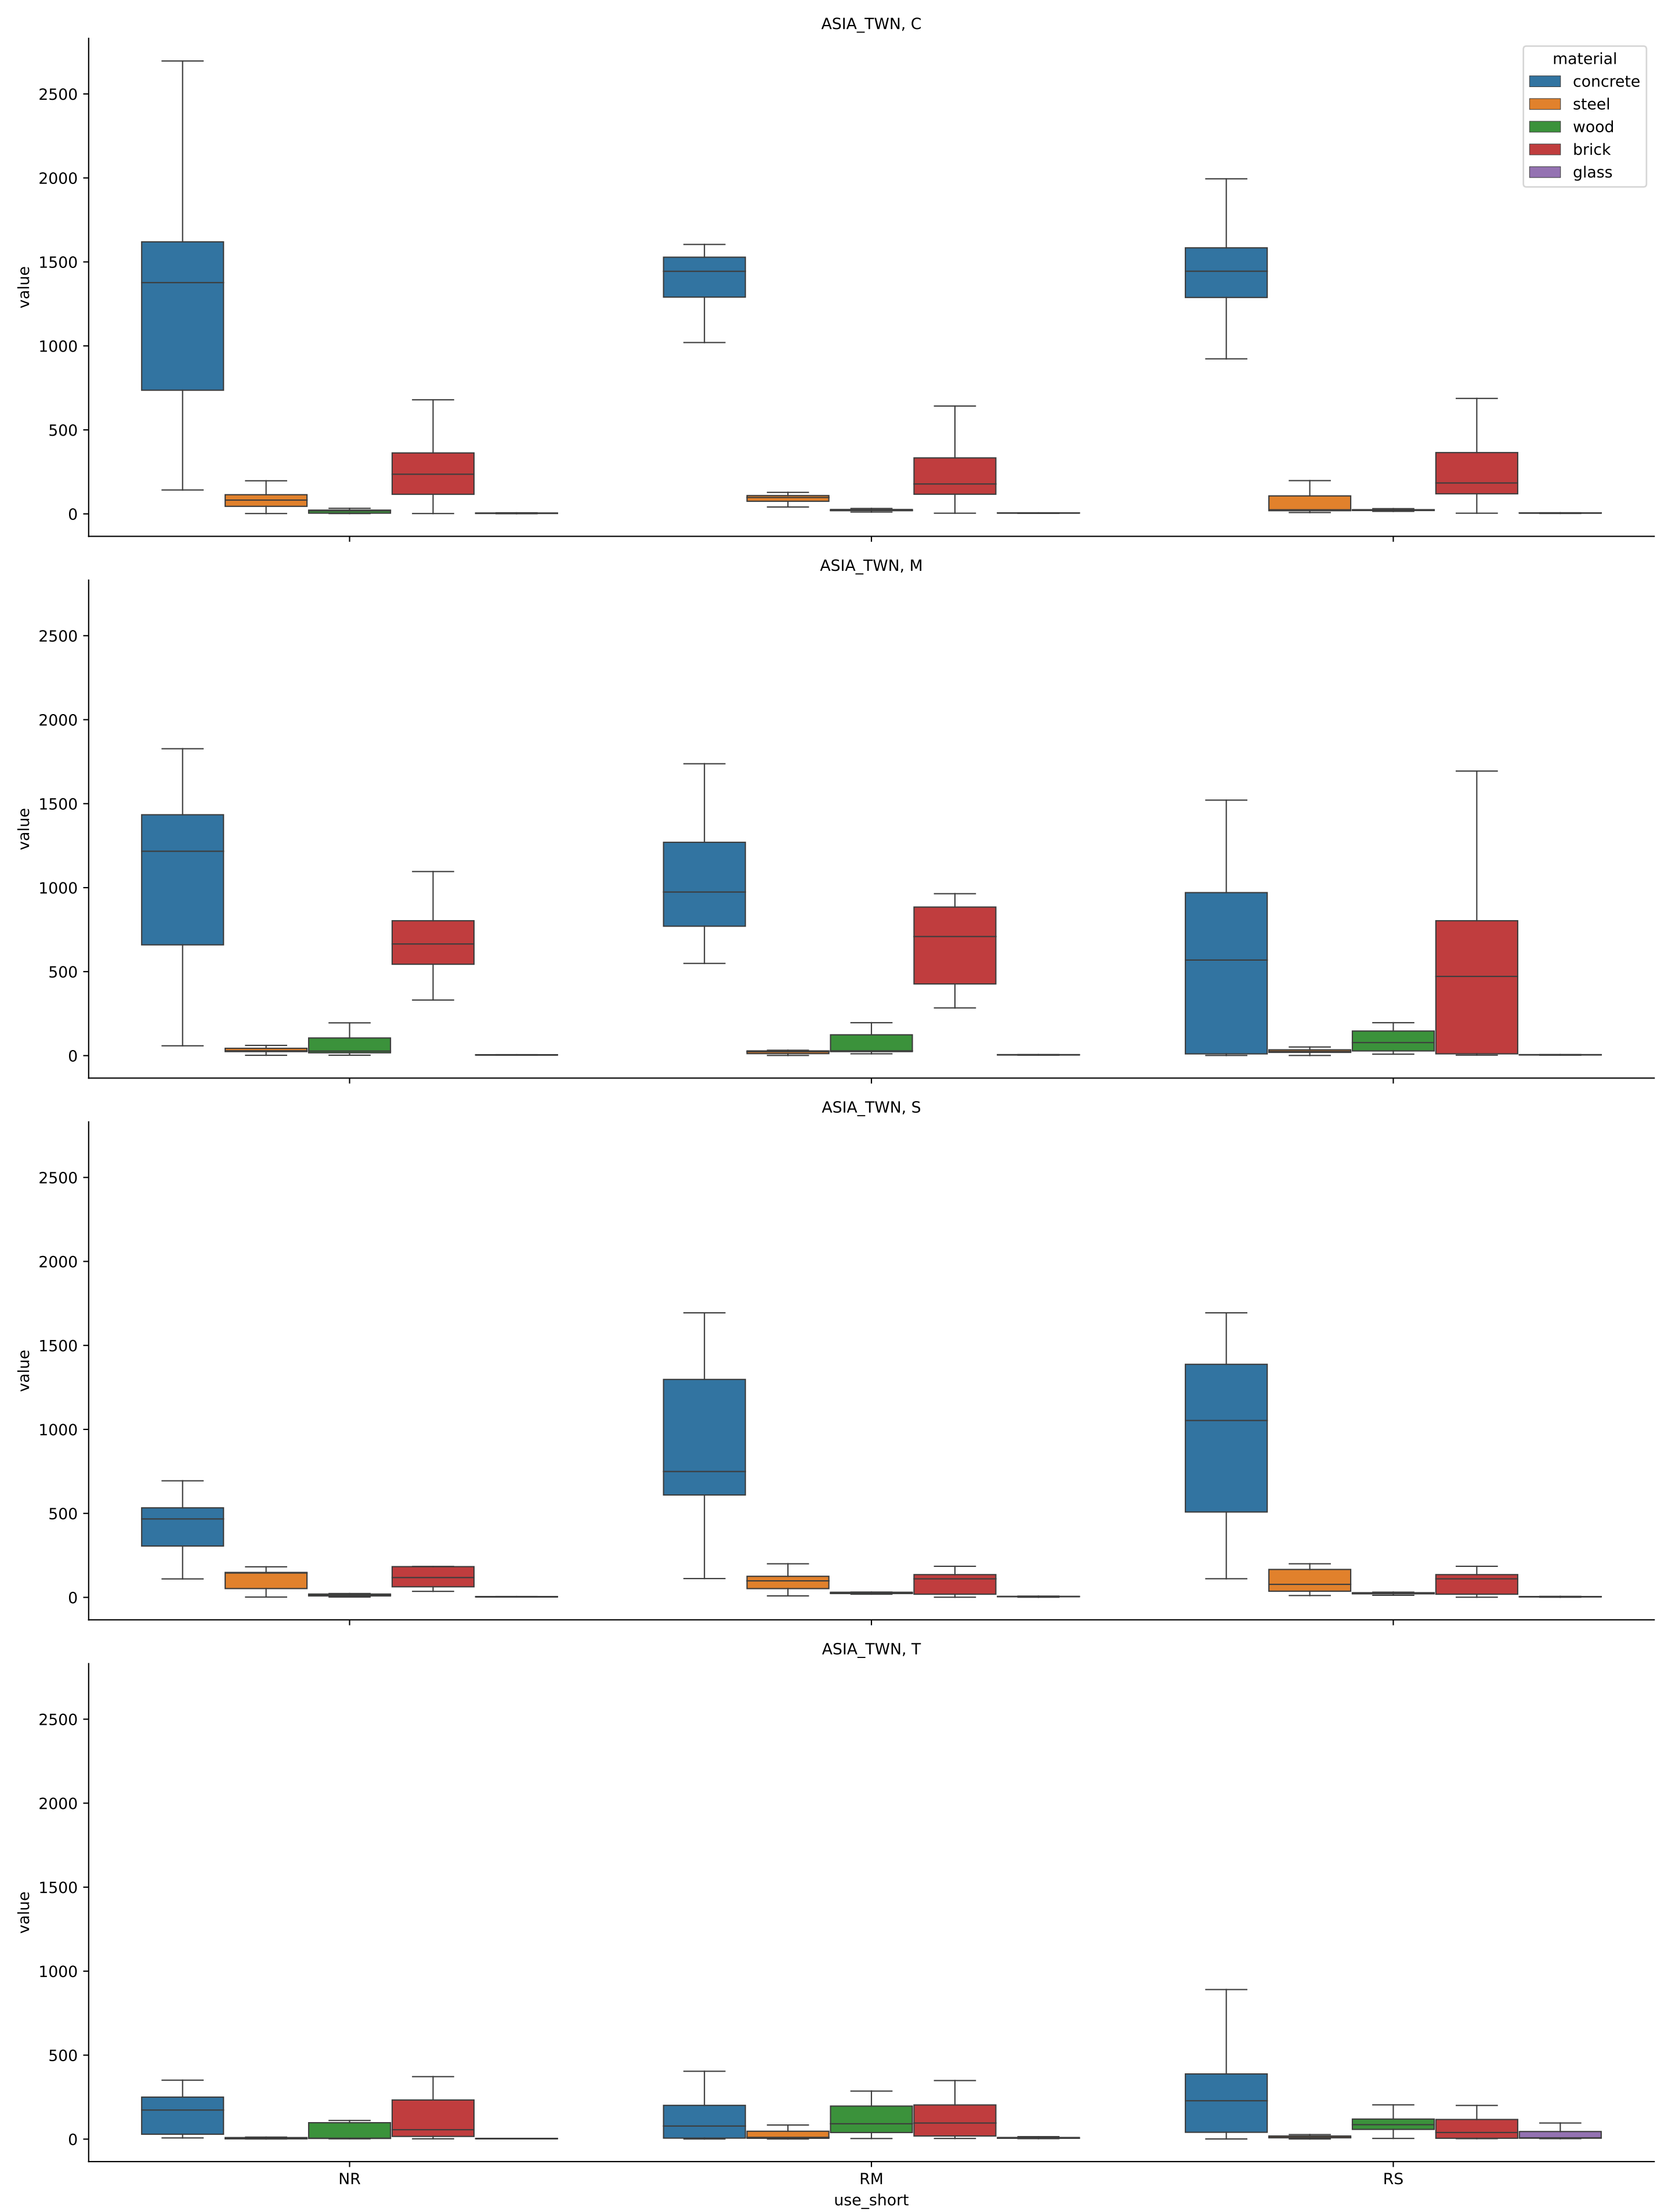 ASIA_TWN, C
material
concrete
steel
wood
brick
glass
2500
2000
1500
1000
500
0
value
ASIA_TWN, M
2500
2000
1500
1000
500
0
value
ASIA_TWN, S
2500
2000
1500
1000
500
0
value
ASIA_TWN, T
2500
2000
1500
1000
500
0
value
NR RM RS
use_short